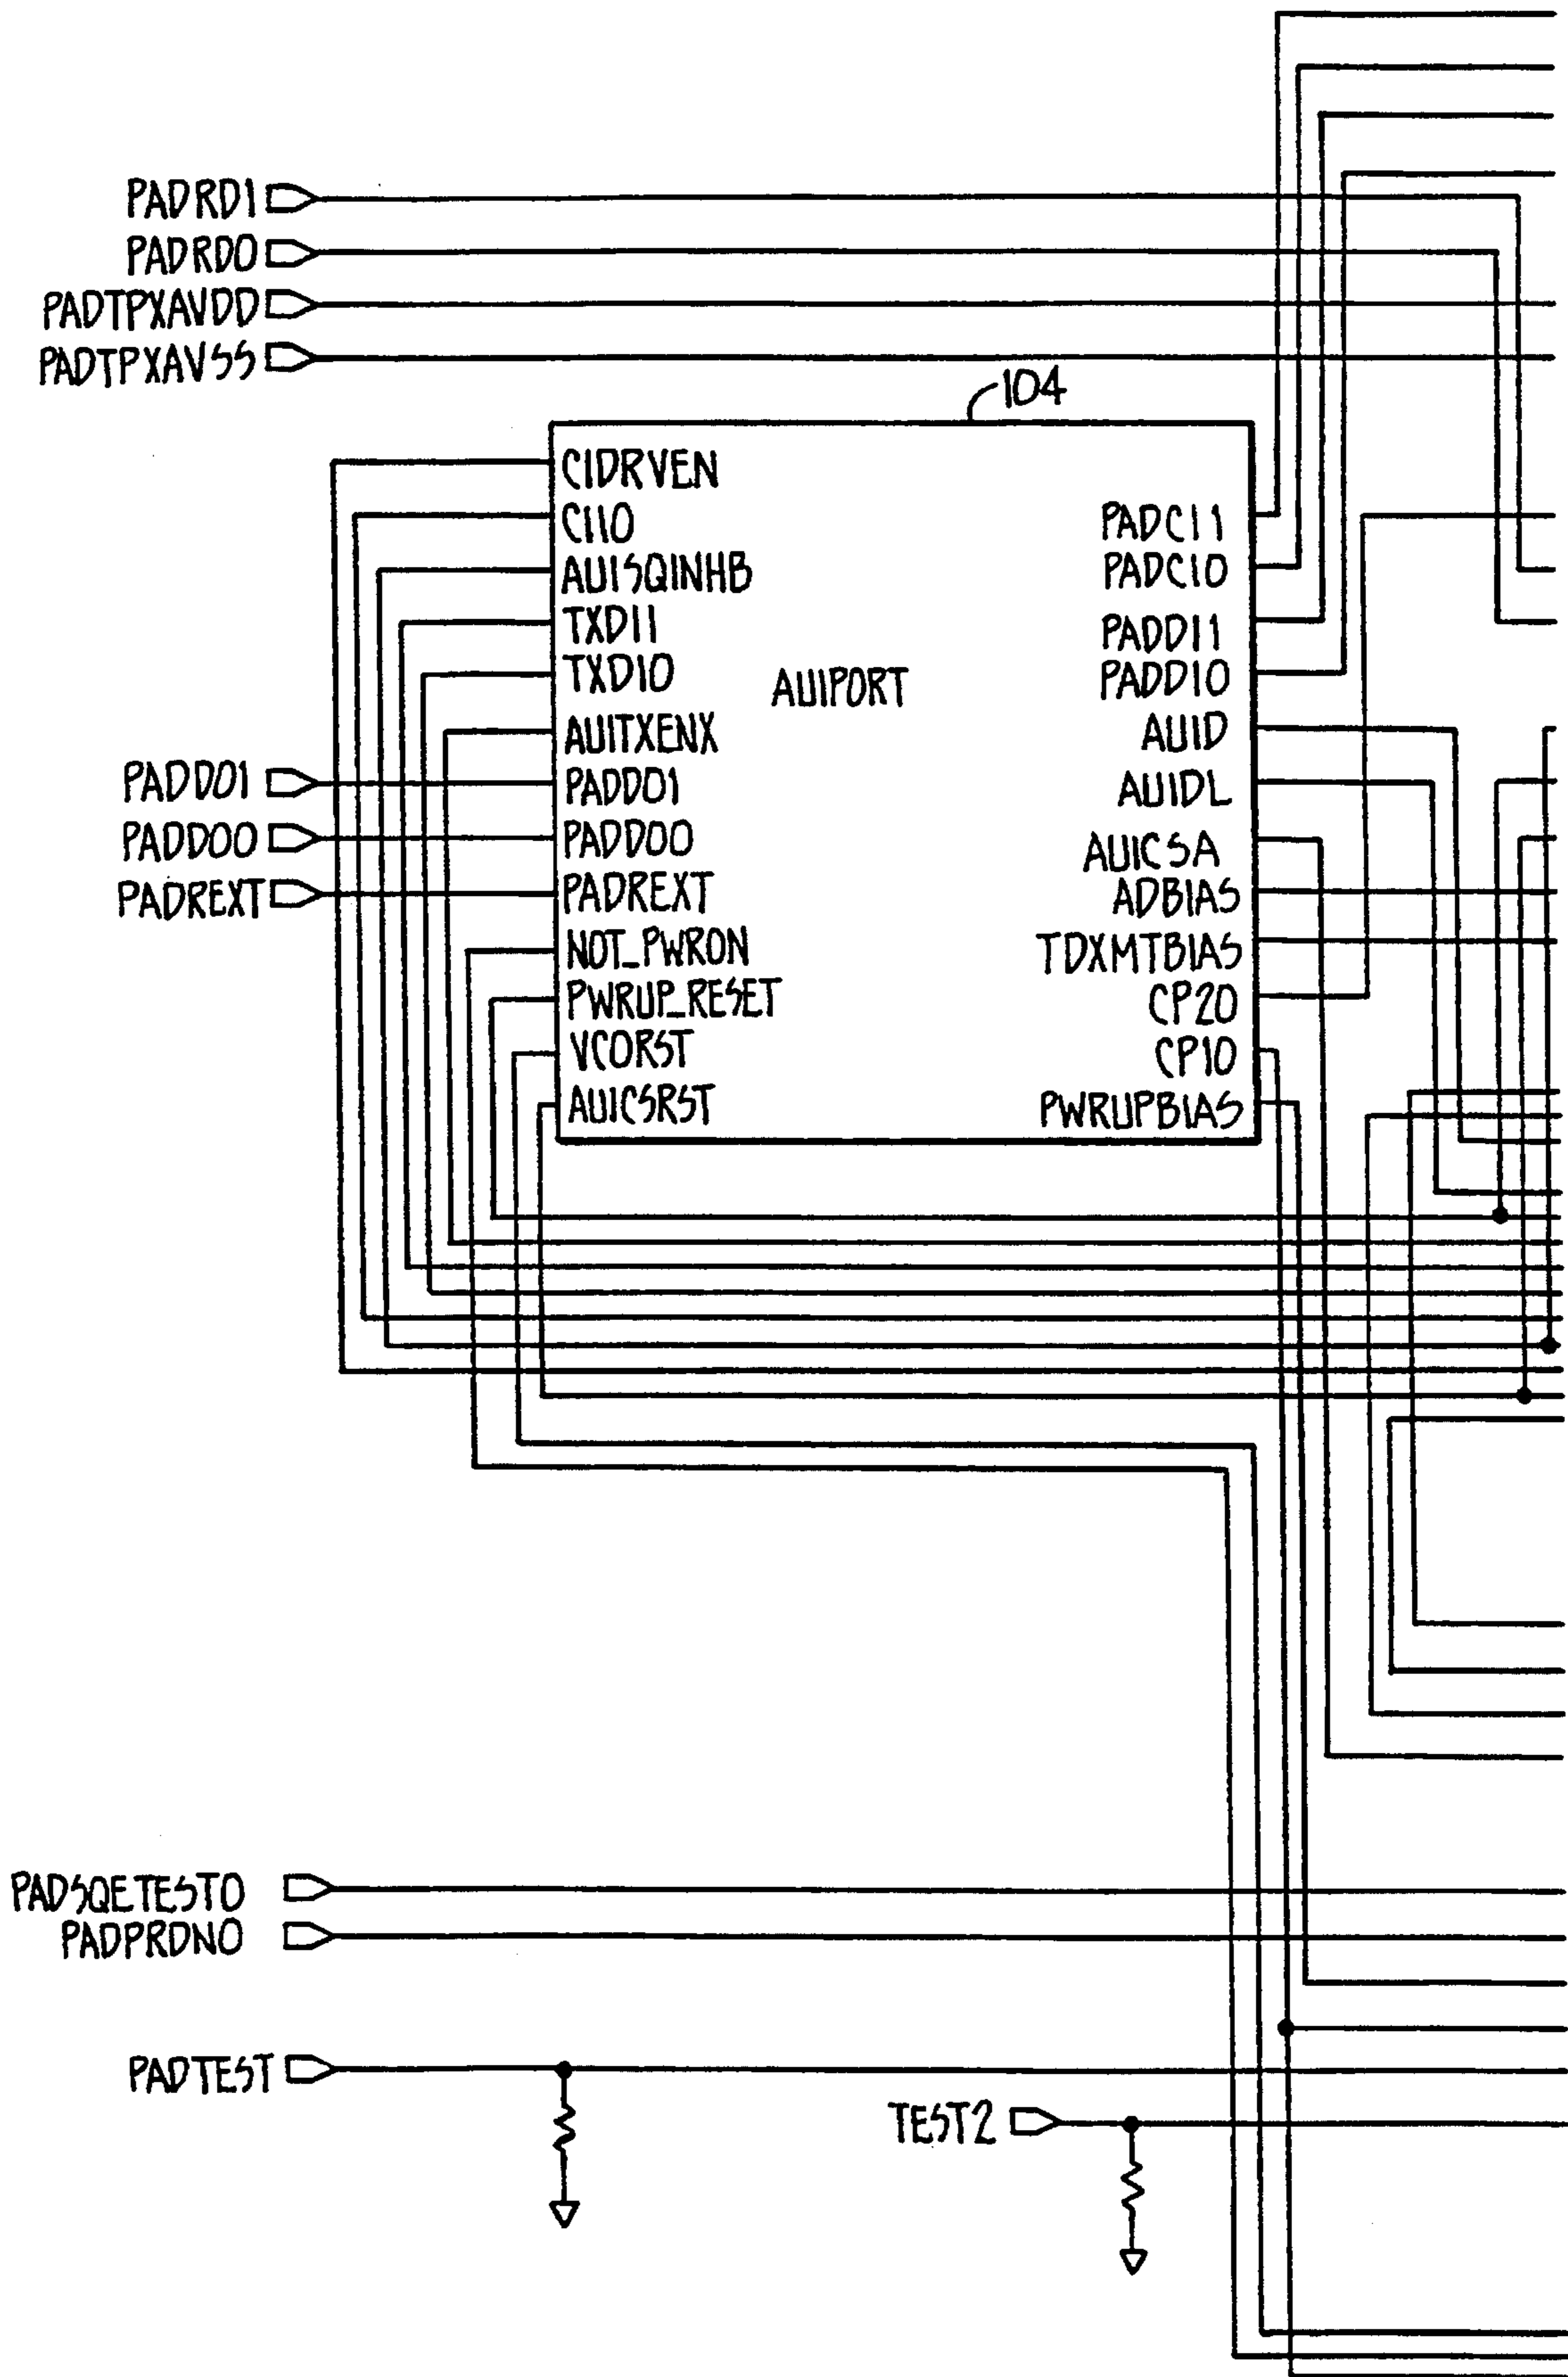 PADRD1
PADRD0
PADTPXAVDD
PADTPXAVSS
104
CIDRVEN
CI10
AUISQINHB
TXDI1
TXDI0
AUITXENX
PADDO1
PADDO0
PADREXT
NOT_PWRON
PWRUP_RESET
VCORST
AUICSRST
AUIPORT
PADCI1
PADCI0
PADDI1
PADDI0
AUID
AUIDL
AUICSA
ADBIAS
TDXMTBIAS
CP20
CP10
PWRUPBIAS
PADDO1
PADDO0
PADREXT
PADSQETESTO
PADPRDNO
PADTEST
TEST2